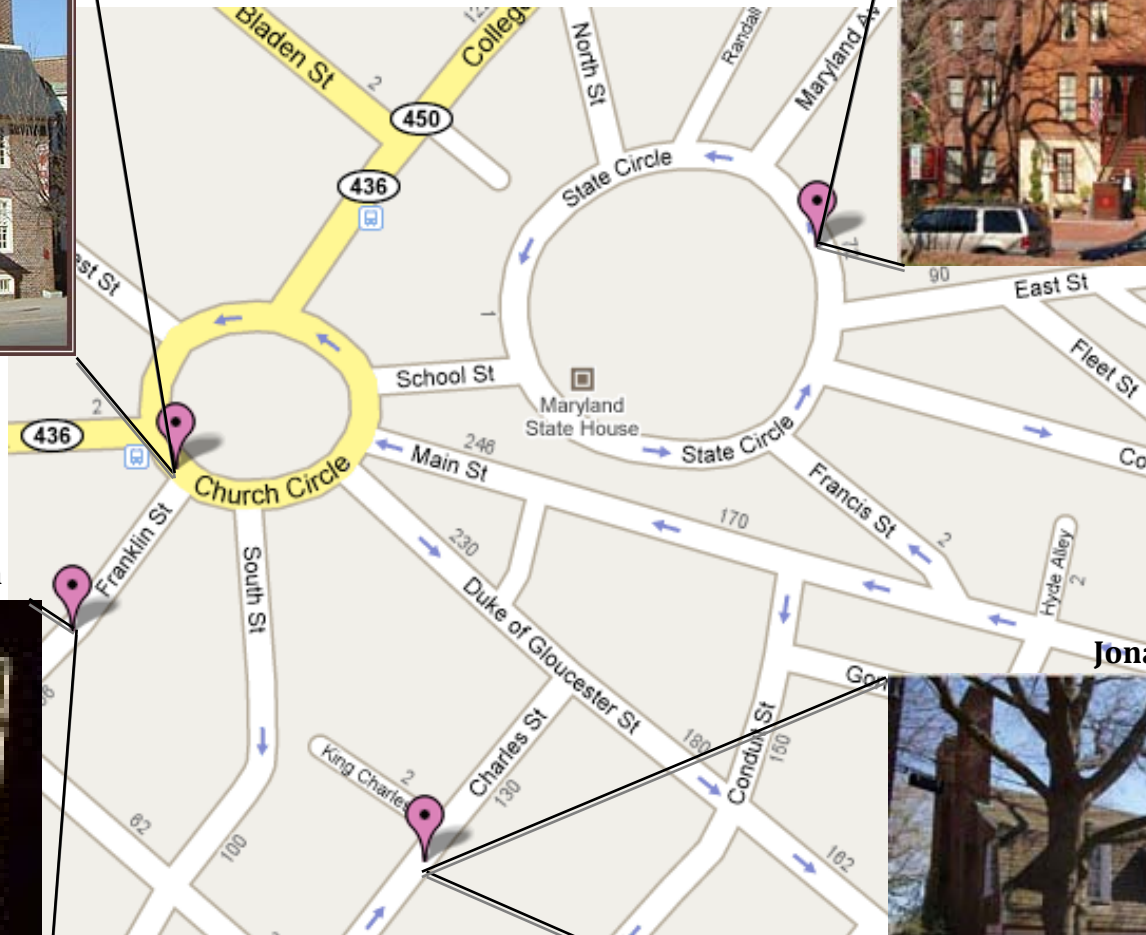 Bladen St
2
College
North St
Randall
Maryland Av
450
436
State Circle
est St
90
East St
Fleet St
1
School St
Maryland
State House
2
436
246
Main St
State Circle
Church Circle
Francis St
170
2
Hyde Alley
2
Franklin St
230
South St
Duke of Gloucester St
Jona
Gon
Charles St
180
Conduit St
150
King Charles
2
130
62
100
162
Co